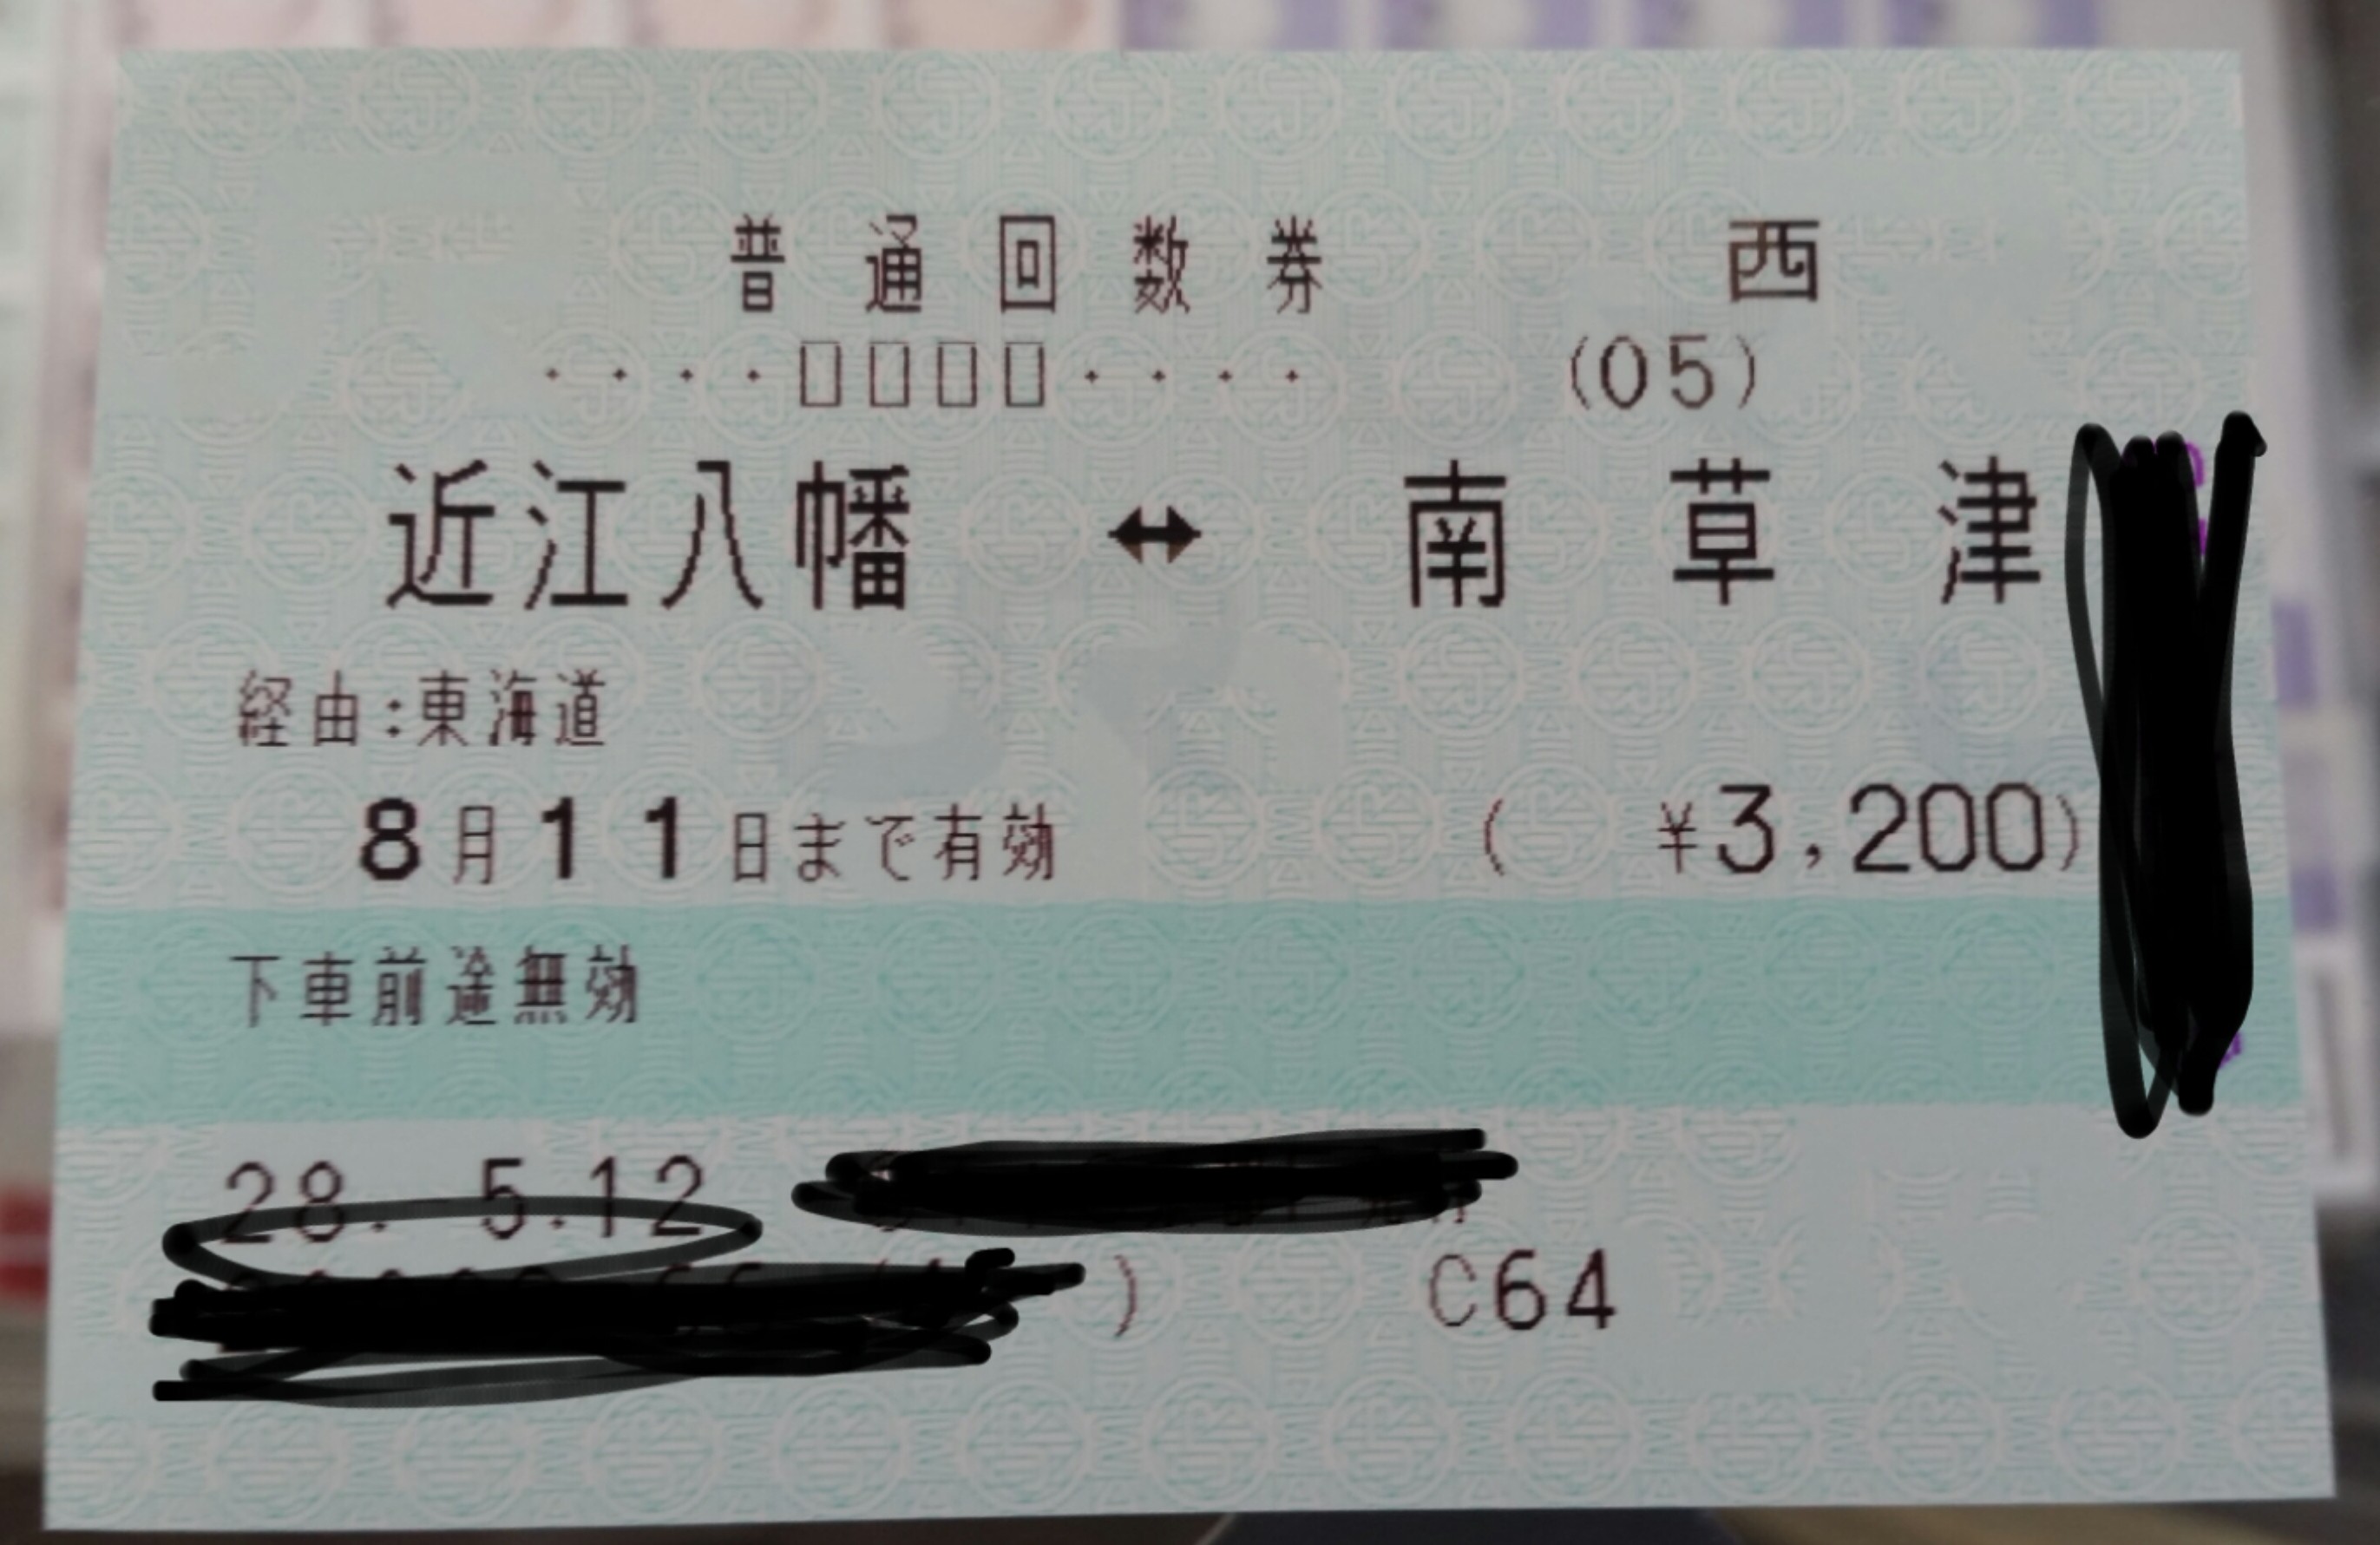 普通回数券 西
････▯▯▯▯････ (05)
近江八幡 ↔ 南草津
経由:東海道
8月11日まで有効 ( ¥3,200)
下車前途無効
28. 5.12
) C64